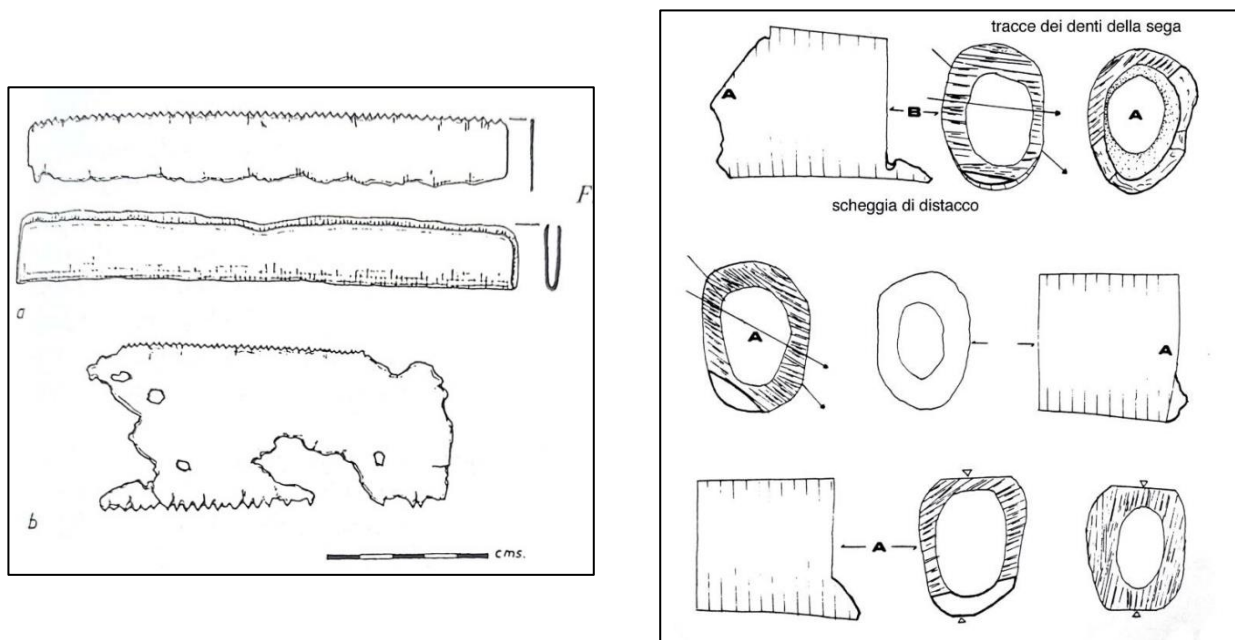 F
a
b
cms.
tracce dei denti della sega
A
B
A
scheggia di distacco
A
A
A